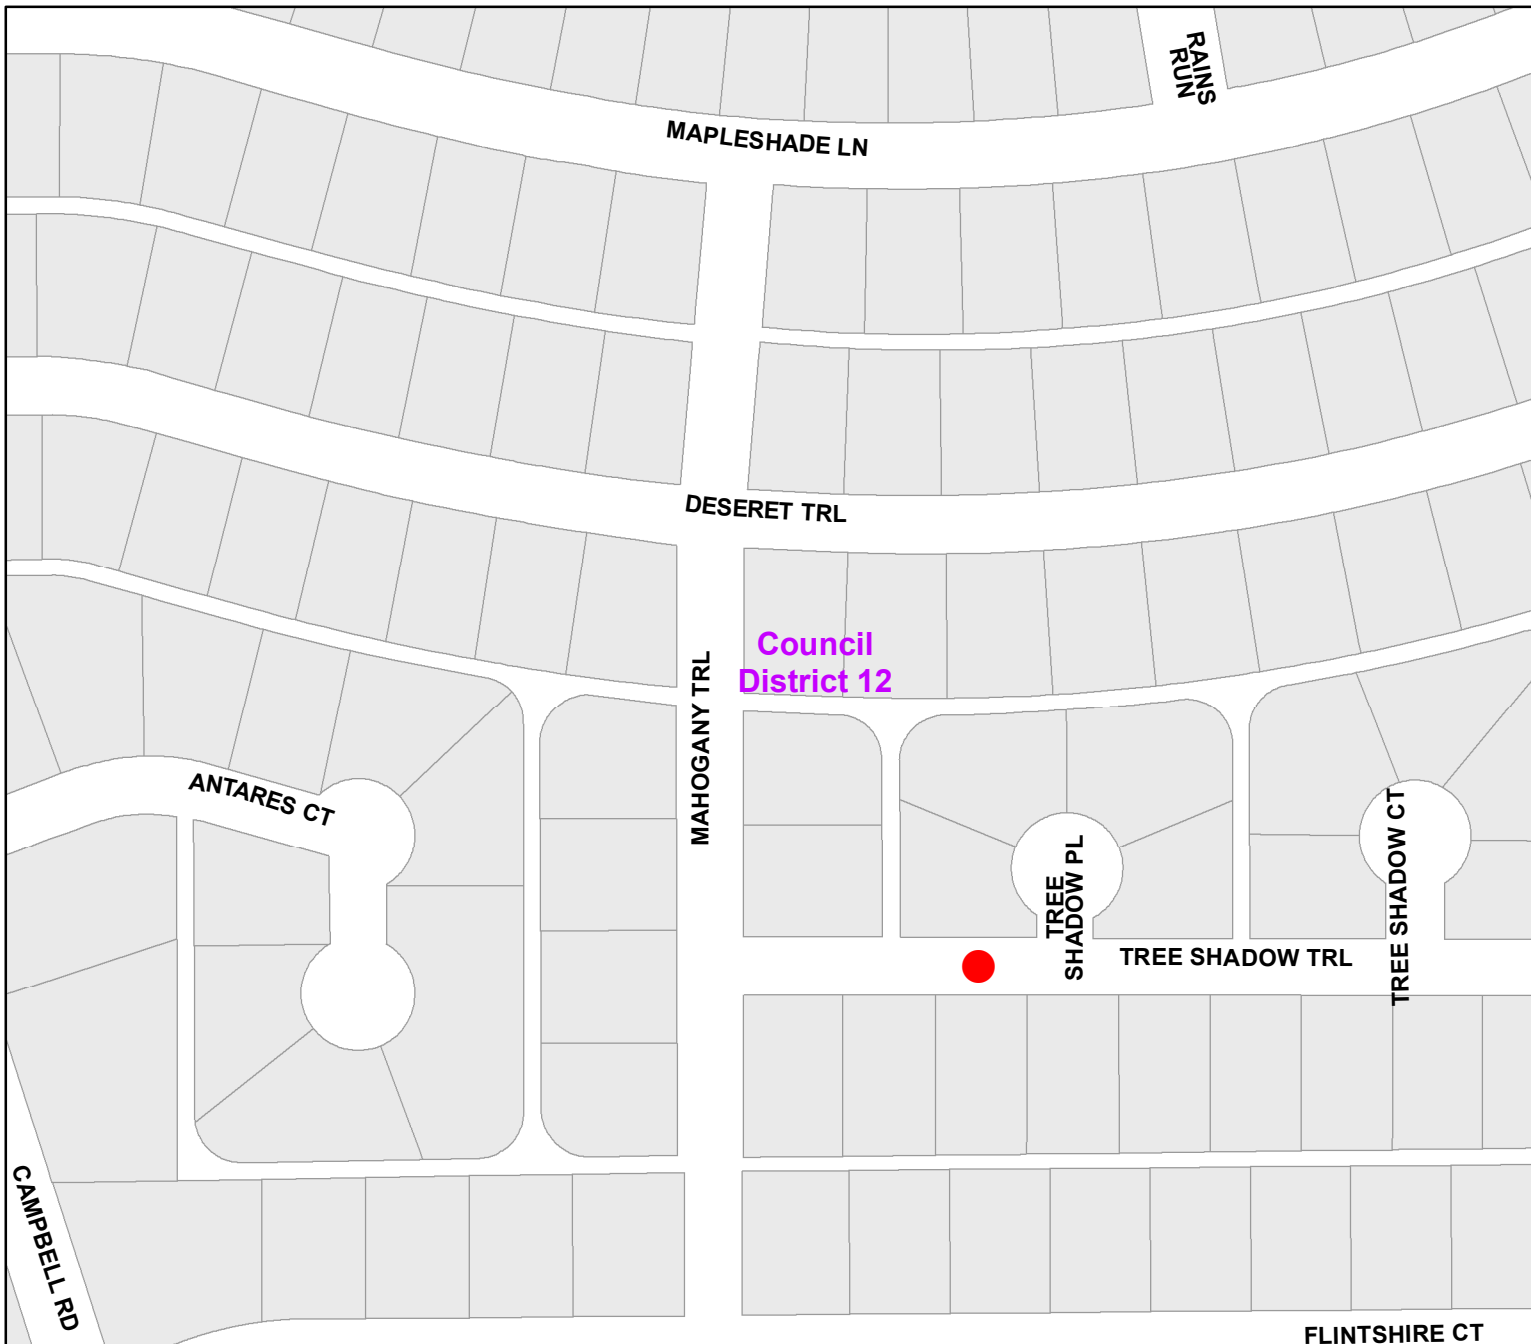 RAINS
RUN
MAPLESHADE LN
DESERET TRL
Council
District 12
MAHOGANY TRL
ANTARES CT
TREE
SHADOW PL
TREE SHADOW TRL
TREE SHADOW CT
CAMPBELL RD
FLINTSHIRE CT